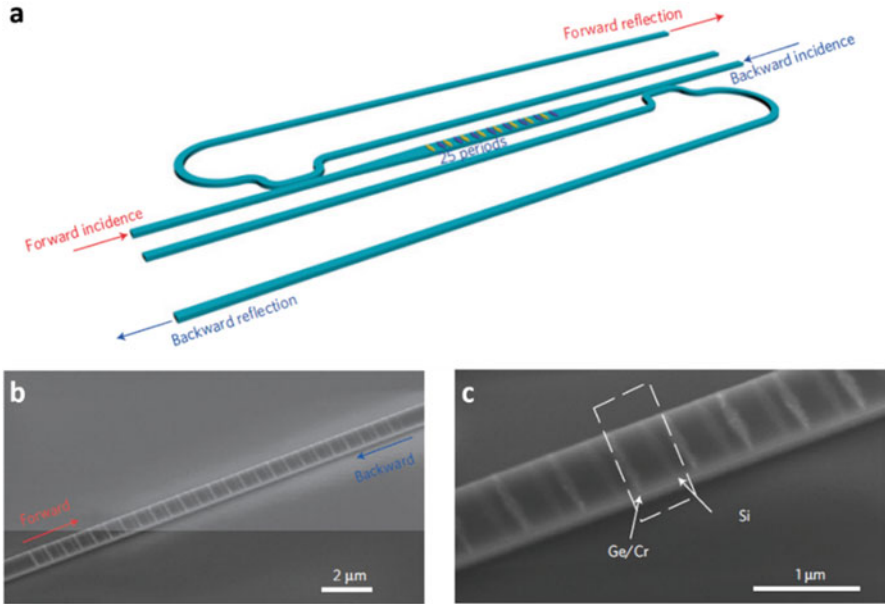 a
Forward reflection
Backward incidence
25 periods
Forward incidence
Backward reflection
b
Forward
Backward
2 μm
c
Ge/Cr
Si
1 μm